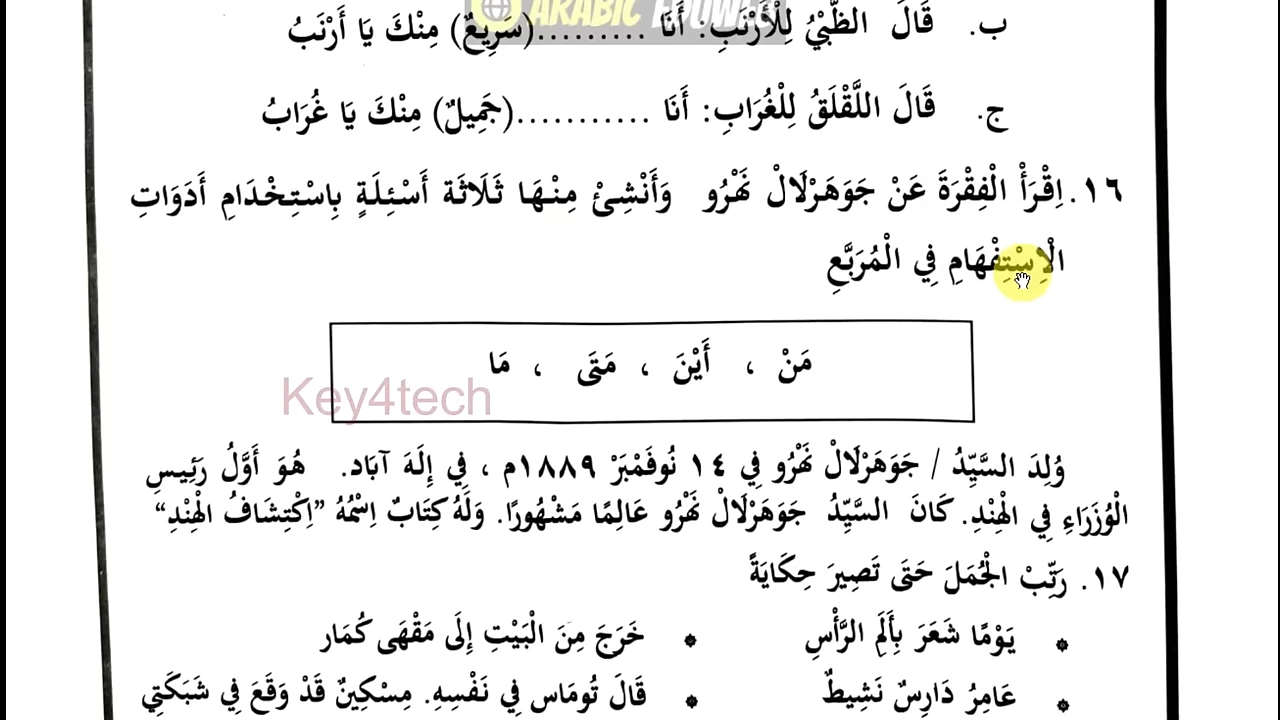 ARABIC EDUWEB
ب. قَالَ الظَّبْيُ لِلْأَرْنَبِ: أَنَا .........(سَرِيعٌ) مِنْكَ يَا أَرْنَبُ
ج. قَالَ اللَّقْلَقُ لِلْغُرَابِ: أَنَا ...........(جَمِيلٌ) مِنْكَ يَا غُرَابُ
١٦. اِقْرَأْ الْفِقْرَةَ عَنْ جَوَهَرْلَالْ نَهْرُو وَأَنْشِئْ مِنْهَا ثَلَاثَة أَسْئِلَةٍ بِاسْتِخْدَامِ أَدَوَاتِ
الْاِسْتِفْهَامِ فِي الْمُرَبَّعِ
مَنْ ، أَيْنَ ، مَتَى ، مَا
Key4tech
وُلِدَ السَّيِّدُ / جَوَهَرْلَالْ نَهْرُو فِي ١٤ نُوفَمْبَرْ ١٨٨٩م ، فِي إِلَهَ آبَاد. هُوَ أَوَّلُ رَئِيسِ
الْوُزَرَاءِ فِي الْهِنْدِ. كَانَ السَّيِّدُ جَوَهَرْلَالْ نَهْرُو عَالِمًا مَشْهُورًا. وَلَهُ كِتَابٌ اِسْمُهُ ”اِكْتِشَافُ الْهِنْدِ“
١٧. رَتِّبْ الْجُمَلَ حَتَى تَصِيرَ حِكَايَةً
* يَوْمًا شَعَرَ بِأَلَمِ الرَّأْسِ * خَرَجَ مِنَ الْبَيْتِ إِلَى مَقْهَى كُمَار
* عَامِرُ دَارِسٌ نَشِيطٌ * قَالَ تُومَاس فِي نَفْسِهِ. مِسْكِينٌ قَدْ وَقَعَ فِي شَبَكَتِي